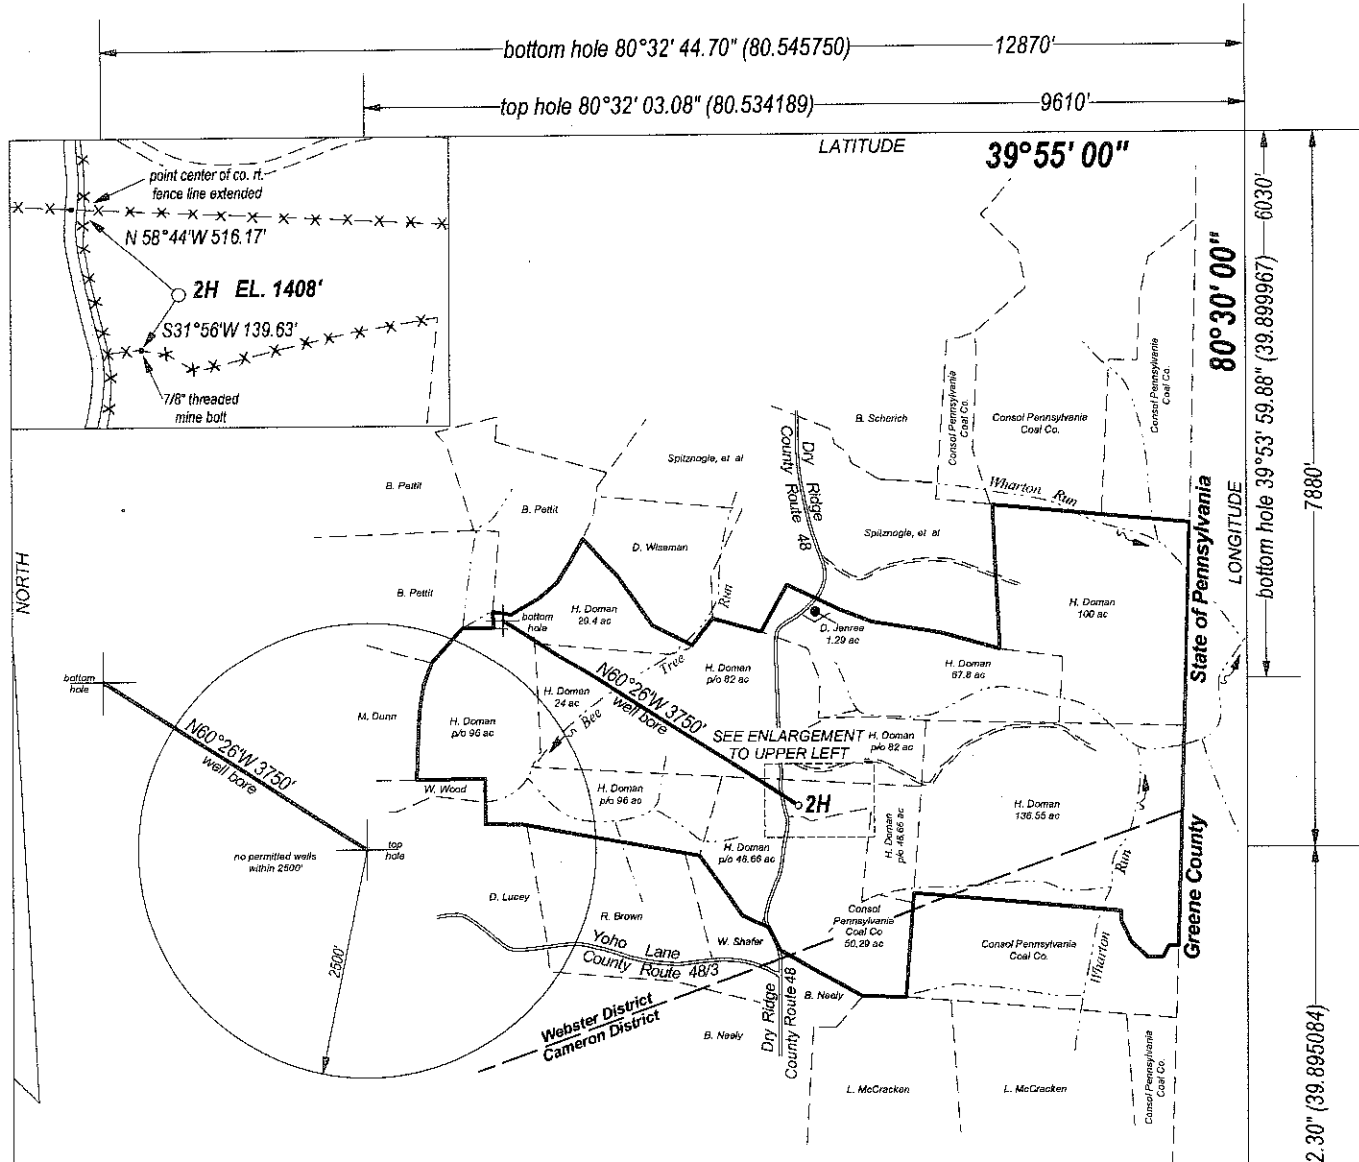 bottom hole 80°32' 44.70" (80.545750)
12870'
top hole 80°32' 03.08" (80.534189)
9610'
LATITUDE
39°55' 00"
point center of co. rt.
fence line extended
N 58°44'W 516.17'
2H EL. 1408'
S31°56'W 139.63'
7/8" threaded
mine bolt
80°30' 00"
LONGITUDE
bottom hole 39°53' 59.88" (39.899967)
6030'
7880'
2.30" (39.895084)
NORTH
B. Scherich
Consol Pennsylvania
Coal Co.
Consol Pennsylvania
Coal Co.
Consol Pennsylvania
Coal Co.
Dry Ridge
County Route 48
Wharton Run
Spitznogle, et al
B. Pettit
B. Pettit
D. Wiseman
Spitznogle, et al
State of Pennsylvania
B. Pettit
bottom
hole
H. Doman
29.4 ac
Bee Tree Run
D. Jenree
1.29 ac
H. Doman
100 ac
H. Doman
p/o 82 ac
H. Doman
67.8 ac
bottom
hole
N60°26'W 3750'
well bore
M. Dunn
H. Doman
p/o 96 ac
H. Doman
24 ac
N60°26'W 3750'
well bore
SEE ENLARGEMENT
TO UPPER LEFT
H. Doman
p/o 82 ac
W. Wood
H. Doman
p/o 96 ac
2H
H. Doman
136.55 ac
no permitted wells
within 2500'
top
hole
H. Doman
p/o 48.66 ac
H. Doman
p/o 48.66 ac
Greene County
D. Lucey
R. Brown
W. Shafer
Consol
Pennsylvania
Coal Co
50.29 ac
Consol Pennsylvania
Coal Co.
Wharton Run
2500'
Yoho Lane
County Route 48/3
B. Neely
Webster District
Cameron District
B. Neely
Dry Ridge
County Route 48
L. McCracken
L. McCracken
Consol Pennsylvania
Coal Co.